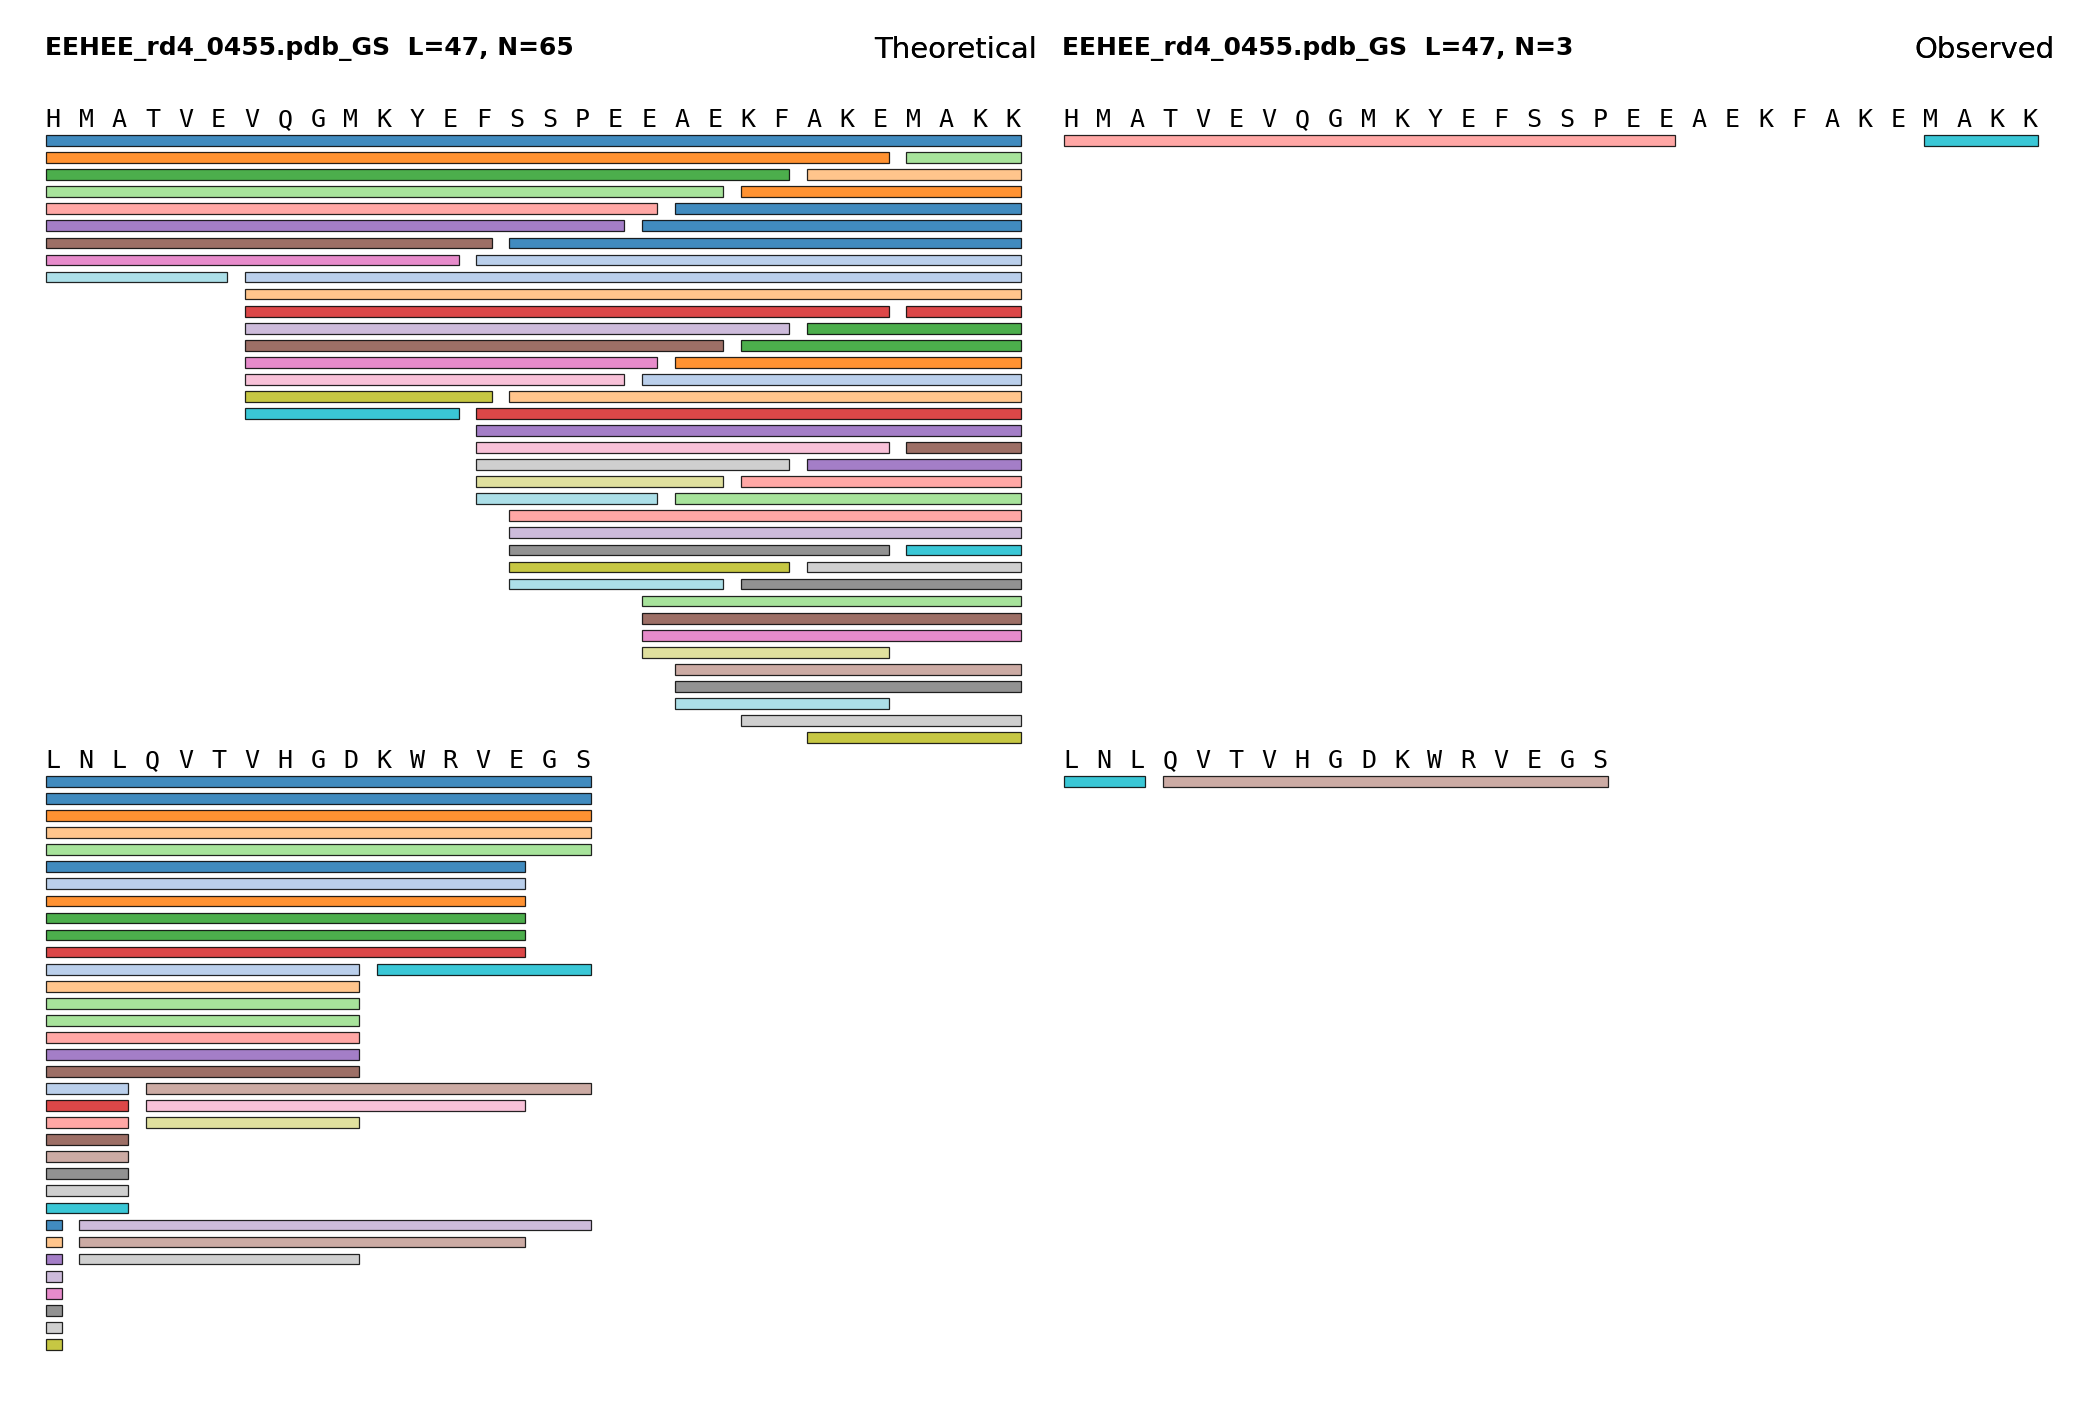 EEHEE_rd4_0455.pdb_GS L=47, N=65
Theoretical
EEHEE_rd4_0455.pdb_GS L=47, N=3
Observed
H M A T V E V Q G M K Y E F S S P E E A E K F A K E M A K K
H M A T V E V Q G M K Y E F S S P E E A E K F A K E M A K K
L N L Q V T V H G D K W R V E G S
L N L Q V T V H G D K W R V E G S